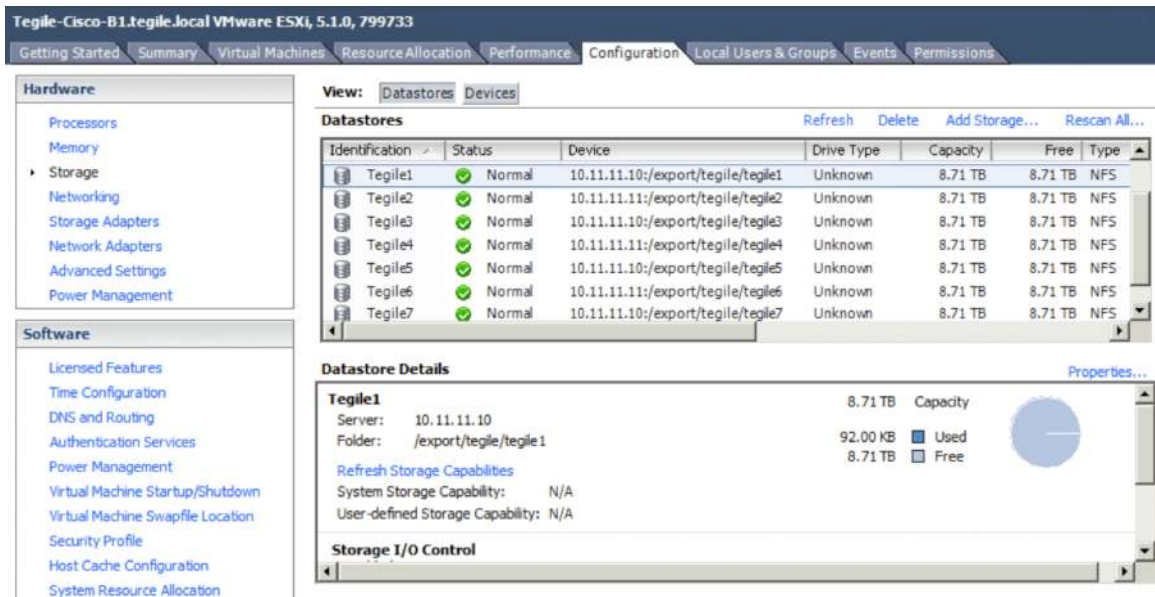 Tegile-Cisco-B1.tegile.local VMware ESXi, 5.1.0, 799733
Getting Started Summary Virtual Machines Resource Allocation Performance Configuration Local Users & Groups Events Permissions
Hardware
Processors
Memory
Storage
Networking
Storage Adapters
Network Adapters
Advanced Settings
Power Management
Software
Licensed Features
Time Configuration
DNS and Routing
Authentication Services
Power Management
Virtual Machine Startup/Shutdown
Virtual Machine Swapfile Location
Security Profile
Host Cache Configuration
System Resource Allocation
View: Datastores Devices
Datastores Refresh Delete Add Storage... Rescan All...
Identification Status Device Drive Type Capacity Free Type
Tegile1 Normal 10.11.11.10:/export/tegile/tegile1 Unknown 8.71 TB 8.71 TB NFS
Tegile2 Normal 10.11.11.11:/export/tegile/tegile2 Unknown 8.71 TB 8.71 TB NFS
Tegile3 Normal 10.11.11.10:/export/tegile/tegile3 Unknown 8.71 TB 8.71 TB NFS
Tegile4 Normal 10.11.11.11:/export/tegile/tegile4 Unknown 8.71 TB 8.71 TB NFS
Tegile5 Normal 10.11.11.10:/export/tegile/tegile5 Unknown 8.71 TB 8.71 TB NFS
Tegile6 Normal 10.11.11.11:/export/tegile/tegile6 Unknown 8.71 TB 8.71 TB NFS
Tegile7 Normal 10.11.11.10:/export/tegile/tegile7 Unknown 8.71 TB 8.71 TB NFS
Datastore Details Properties...
Tegile1 8.71 TB Capacity
Server: 10.11.11.10
Folder: /export/tegile/tegile1 92.00 KB Used
8.71 TB Free
Refresh Storage Capabilities
System Storage Capability: N/A
User-defined Storage Capability: N/A
Storage I/O Control